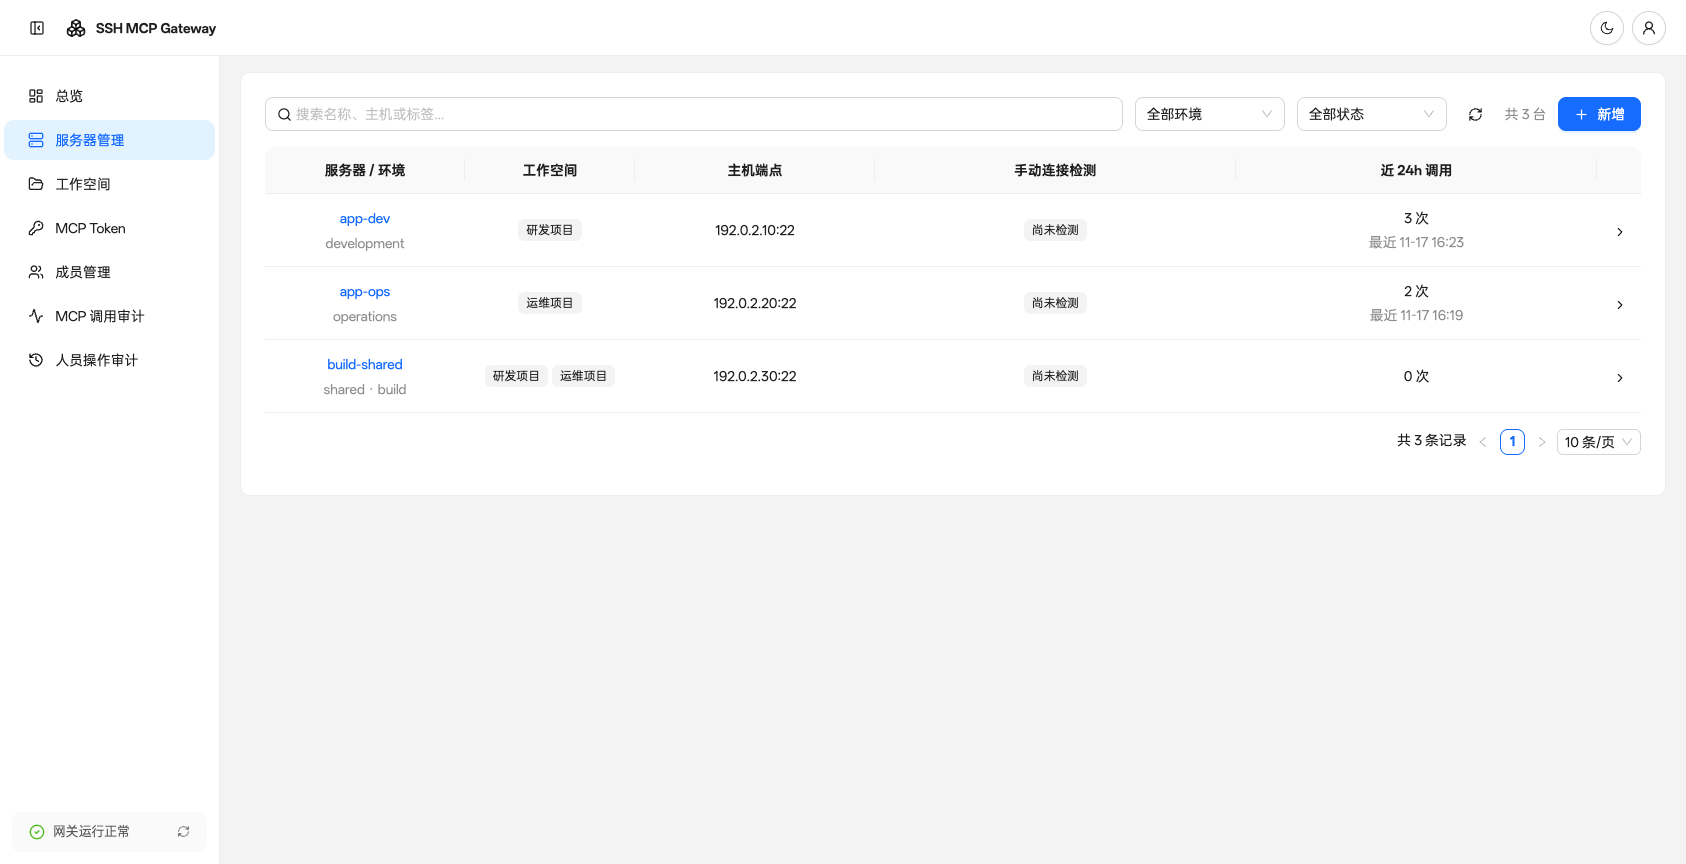 SSH MCP Gateway
总览
服务器管理
工作空间
MCP Token
成员管理
MCP 调用审计
人员操作审计
网关运行正常
搜索名称、主机或标签...
全部环境
全部状态
共 3 台
新增
服务器 / 环境 工作空间 主机端点 手动连接检测 近 24h 调用
app-dev
development
研发项目
192.0.2.10:22
尚未检测
3 次
最近 11-17 16:23
app-ops
operations
运维项目
192.0.2.20:22
尚未检测
2 次
最近 11-17 16:19
build-shared
shared · build
研发项目 运维项目
192.0.2.30:22
尚未检测
0 次
共 3 条记录 1 10 条/页